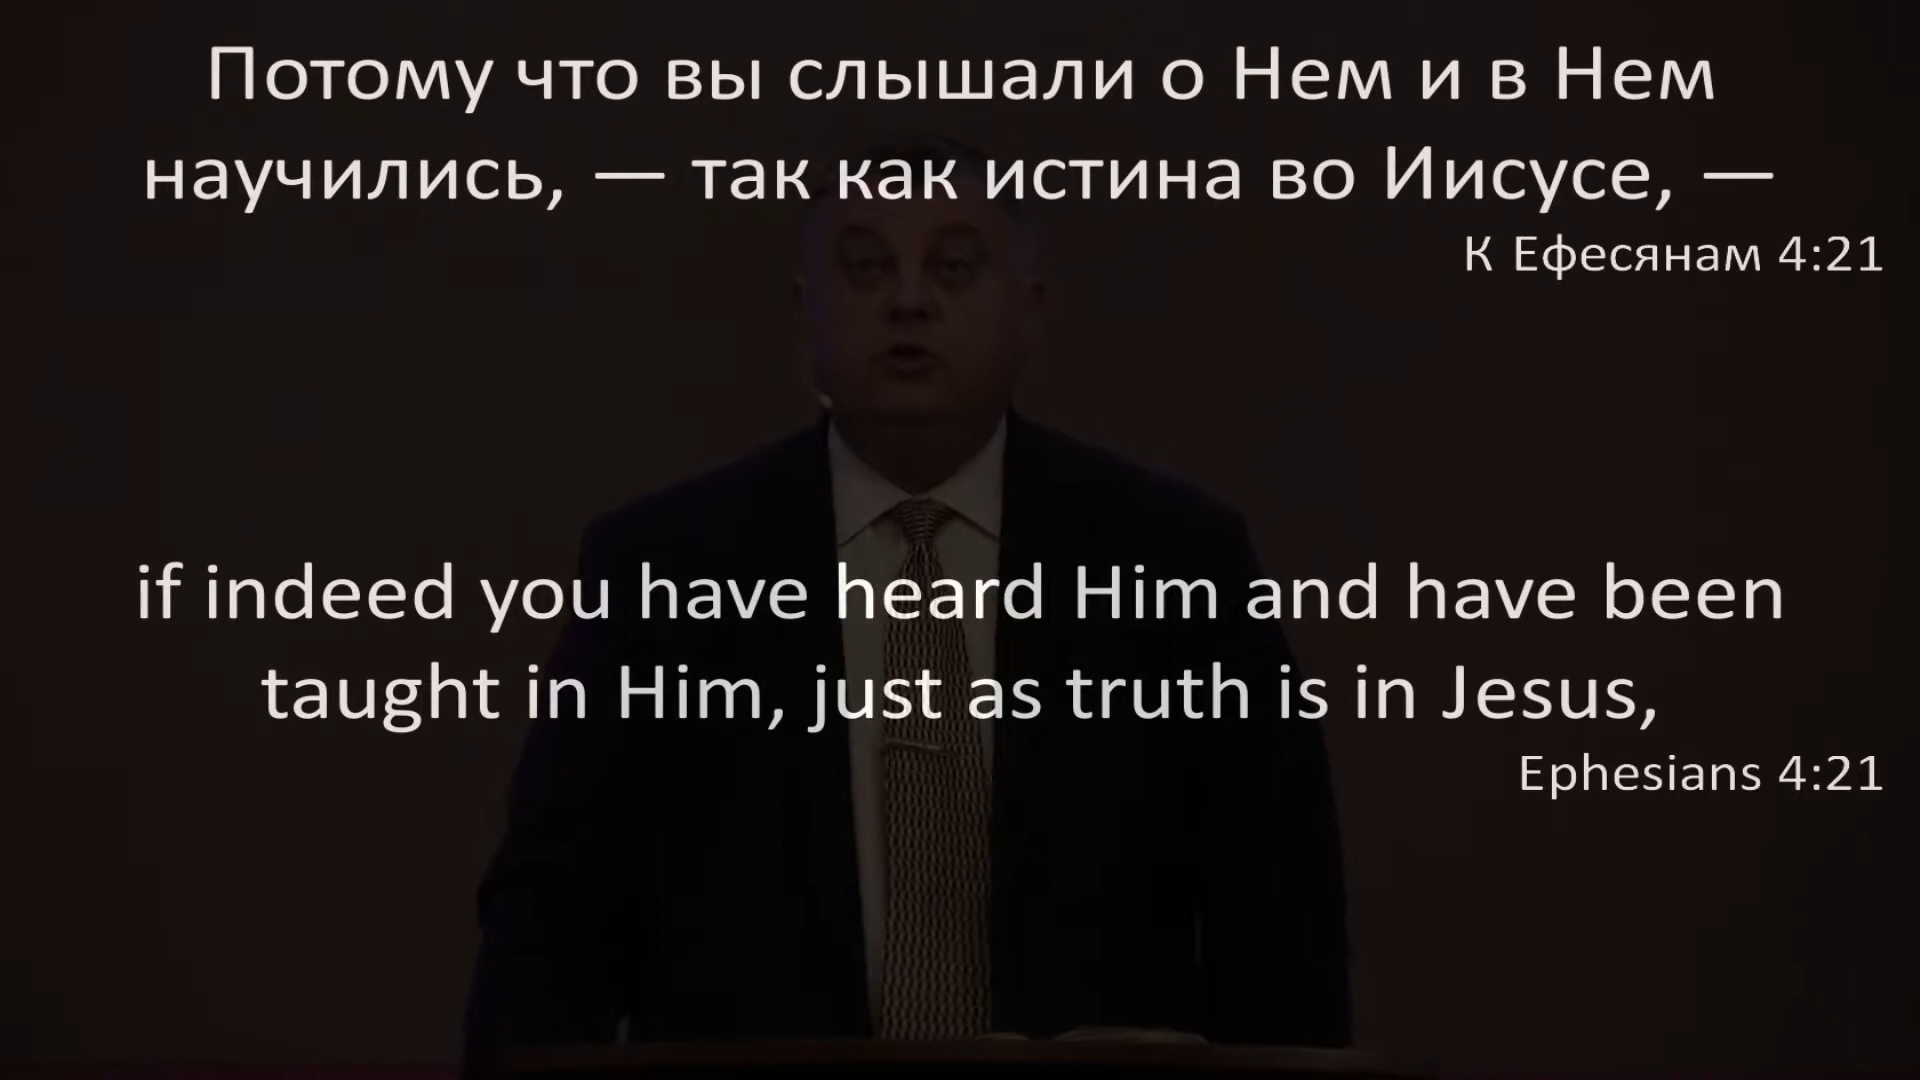 Потому что вы слышали о Нем и в Нем
научились, — так как истина во Иисусе, —
К Ефесянам 4:21
if indeed you have heard Him and have been
taught in Him, just as truth is in Jesus,
Ephesians 4:21